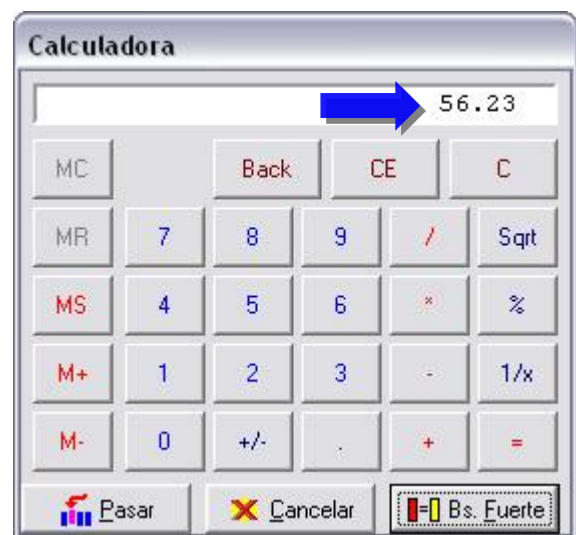 Calculadora
56.23
MC Back CE C
MR 7 8 9 / Sqrt
MS 4 5 6 * %
M+ 1 2 3 - 1/x
M- 0 +/- . + =
Pasar Cancelar Bs. Fuerte